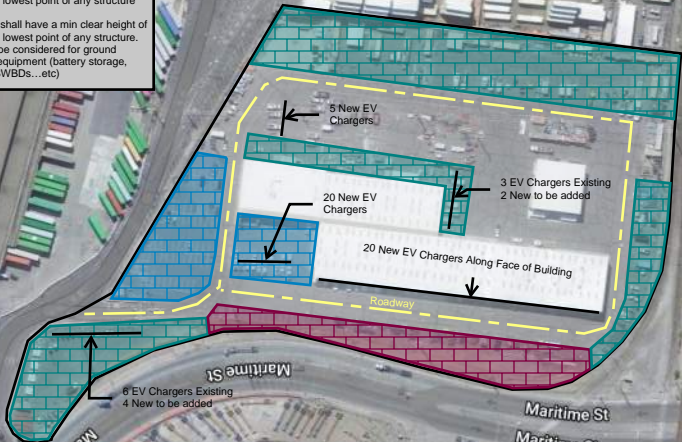 lowest point of any structure
shall have a min clear height of
lowest point of any structure.
be considered for ground
equipment (battery storage,
SWBDs...etc)
5 New EV
Chargers
3 EV Chargers Existing
2 New to be added
20 New EV
Chargers
20 New EV Chargers Along Face of Building
Roadway
Maritime St
6 EV Chargers Existing
4 New to be added
Maritime St
Maritime St
Ma